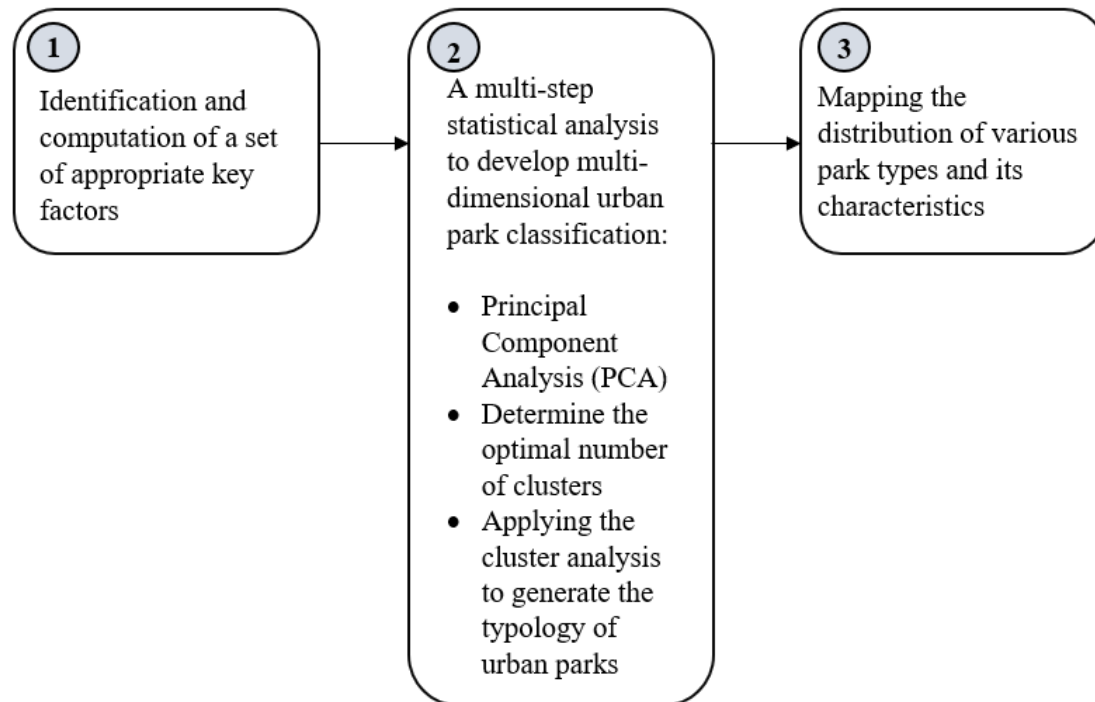 1
Identification and
computation of a set
of appropriate key
factors
2
A multi-step
statistical analysis
to develop multi-
dimensional urban
park classification:
• Principal
Component
Analysis (PCA)
• Determine the
optimal number
of clusters
• Applying the
cluster analysis
to generate the
typology of
urban parks
3
Mapping the
distribution of various
park types and its
characteristics